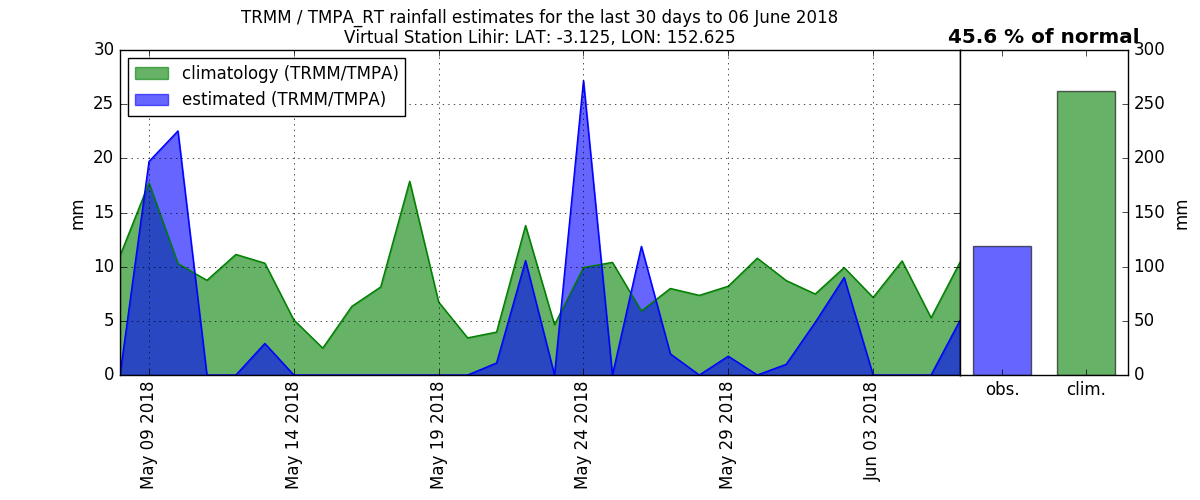 TRMM / TMPA_RT rainfall estimates for the last 30 days to 06 June 2018
Virtual Station Lihir: LAT: -3.125, LON: 152.625
45.6 % of normal
climatology (TRMM/TMPA)
estimated (TRMM/TMPA)
30
25
20
15
10
5
0
mm
May 09 2018
May 14 2018
May 19 2018
May 24 2018
May 29 2018
Jun 03 2018
obs.
clim.
300
250
200
150
100
50
0
mm